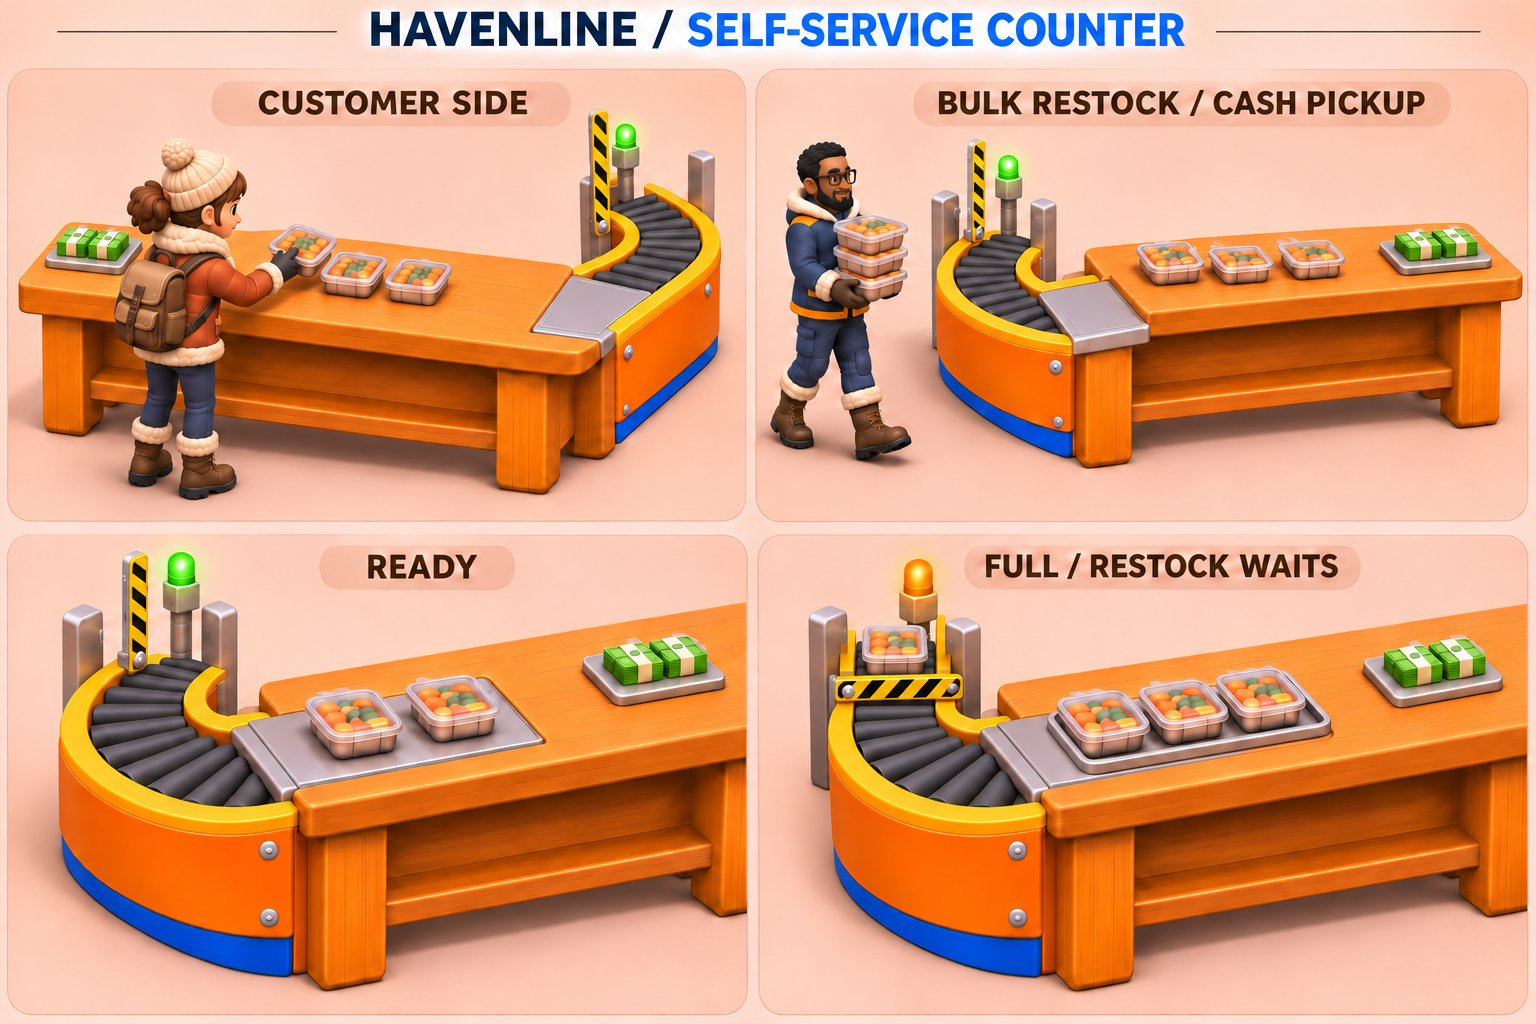 HAVENLINE / SELF-SERVICE COUNTER
CUSTOMER SIDE
BULK RESTOCK / CASH PICKUP
READY
FULL / RESTOCK WAITS